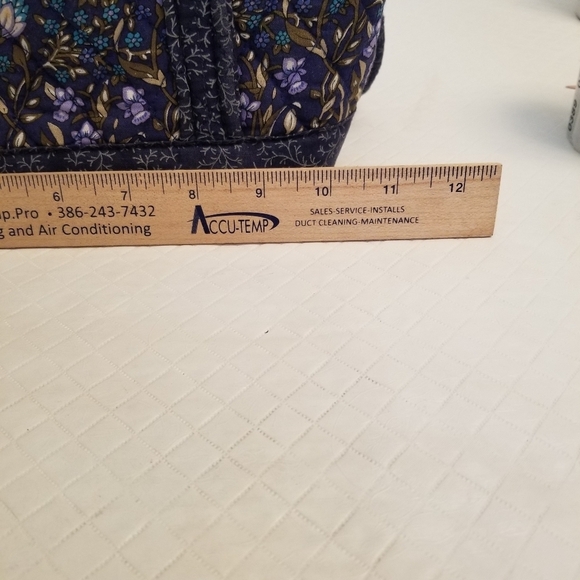 6 7 8 9 10 11 12
p.Pro • 386-243-7432
g and Air Conditioning
ACCU-TEMP
SALES-SERVICE-INSTALLS
DUCT CLEANING-MAINTENANCE